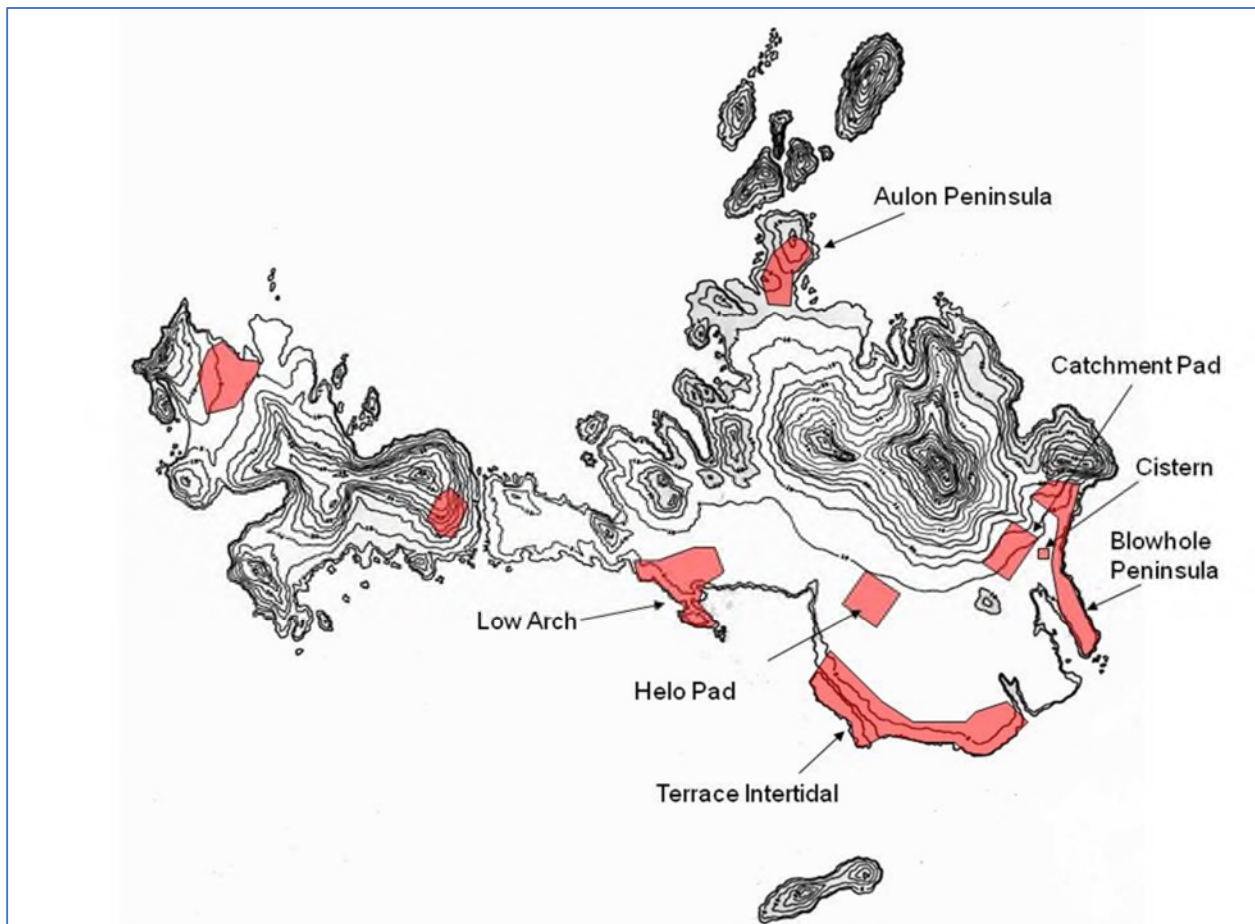 Aulon Peninsula
Catchment Pad
Cistern
Blowhole
Peninsula
Low Arch
Helo Pad
Terrace Intertidal